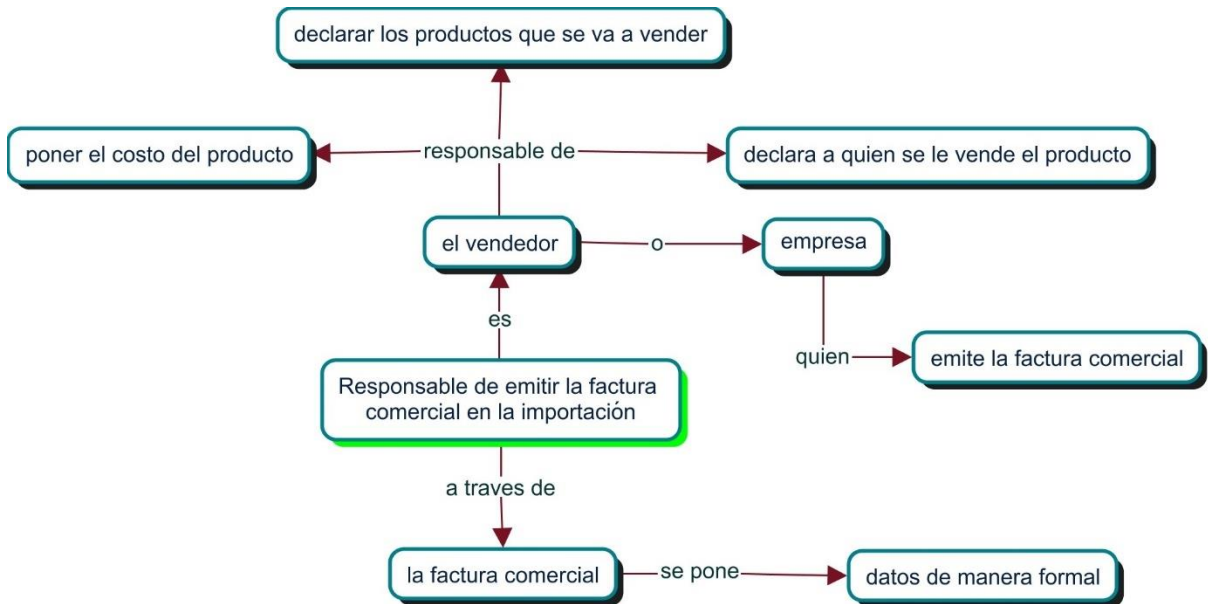 declarar los productos que se va a vender
poner el costo del producto
responsable de
declara a quien se le vende el producto
el vendedor
o
empresa
es
quien
emite la factura comercial
Responsable de emitir la factura
comercial en la importación
a traves de
la factura comercial
se pone
datos de manera formal